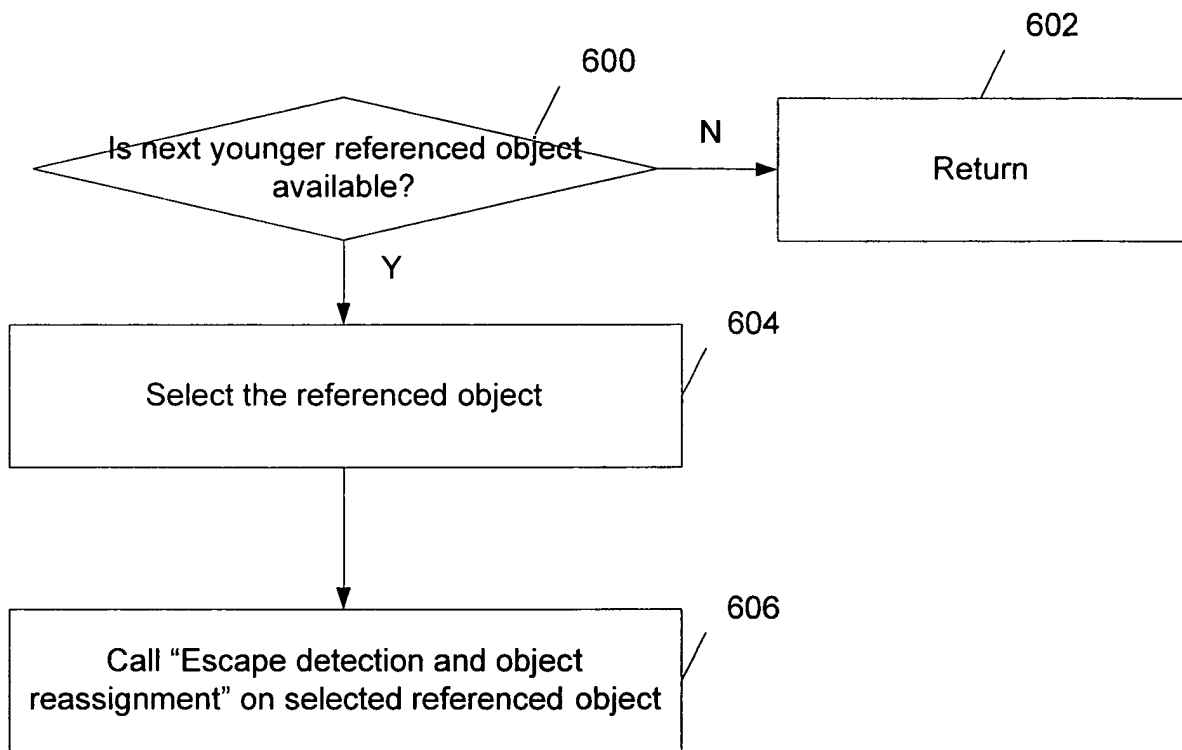 602
600
Is next younger referenced object
available?
N
Return
Y
604
Select the referenced object
606
Call “Escape detection and object
reassignment” on selected referenced object